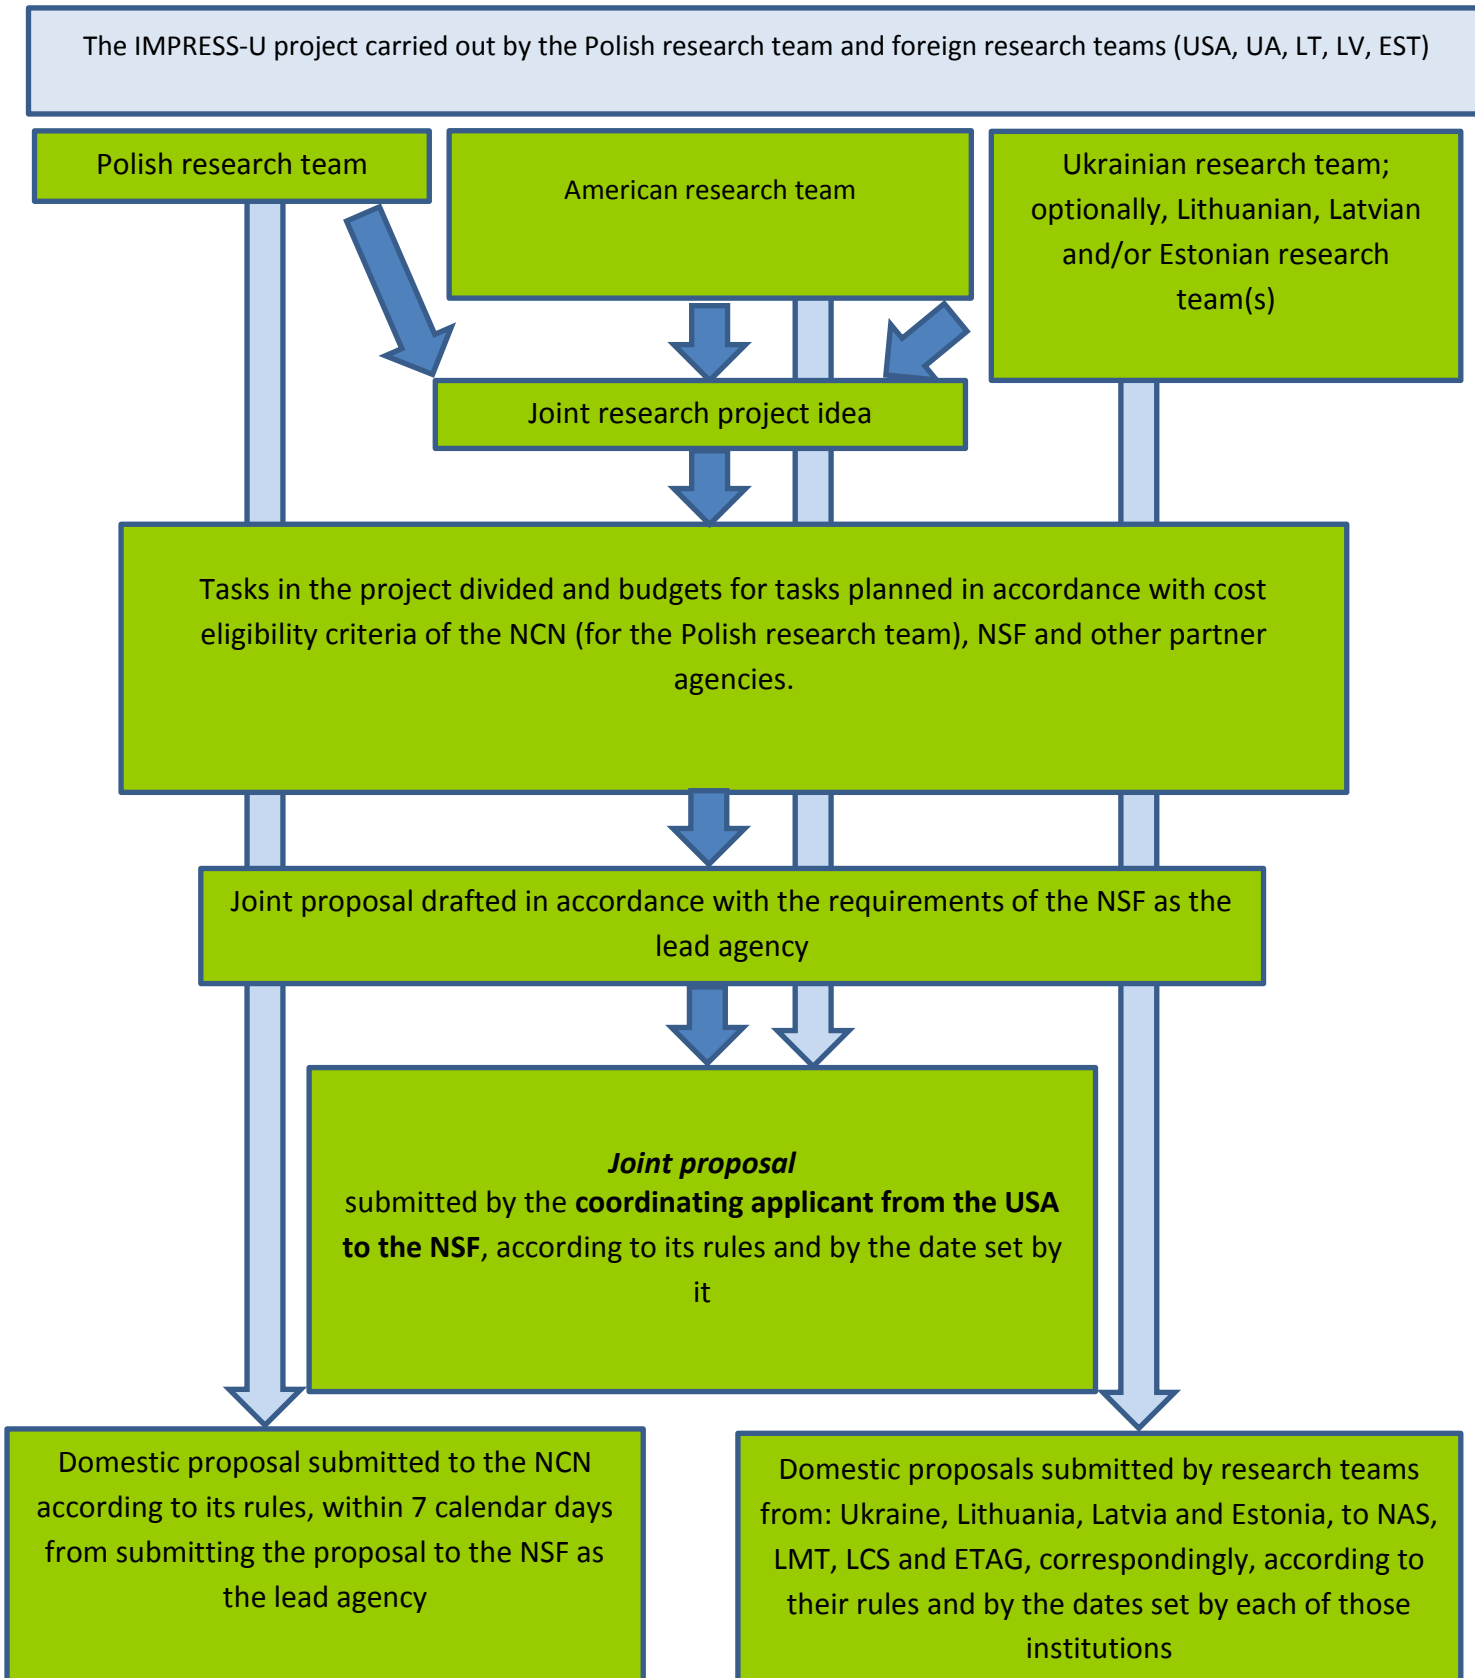 The IMPRESS-U project carried out by the Polish research team and foreign research teams (USA, UA, LT, LV, EST)
Polish research team
American research team
Ukrainian research team;
optionally, Lithuanian, Latvian
and/or Estonian research
team(s)
Joint research project idea
Tasks in the project divided and budgets for tasks planned in accordance with cost
eligibility criteria of the NCN (for the Polish research team), NSF and other partner
agencies.
Joint proposal drafted in accordance with the requirements of the NSF as the
lead agency
Joint proposal
submitted by the coordinating applicant from the USA
to the NSF, according to its rules and by the date set by
it
Domestic proposal submitted to the NCN
according to its rules, within 7 calendar days
from submitting the proposal to the NSF as
the lead agency
Domestic proposals submitted by research teams
from: Ukraine, Lithuania, Latvia and Estonia, to NAS,
LMT, LCS and ETAG, correspondingly, according to
their rules and by the dates set by each of those
institutions